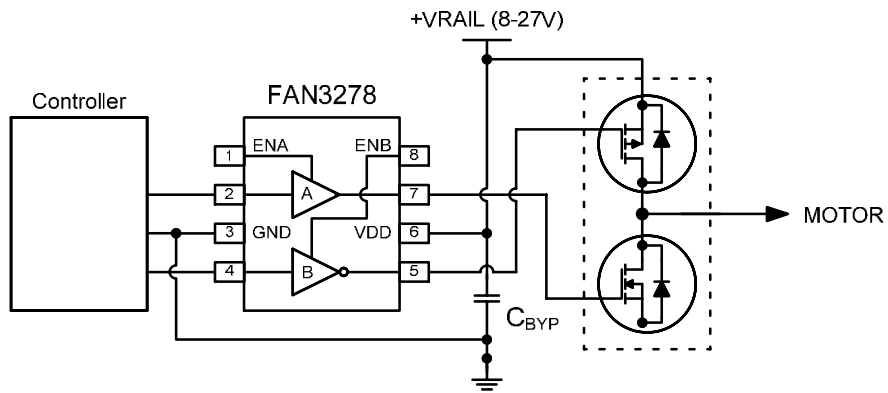 +VRAIL (8-27V)
Controller
FAN3278
1 ENA ENB 8
2 A 7
3 GND VDD 6
4 B 5
CBYP
MOTOR